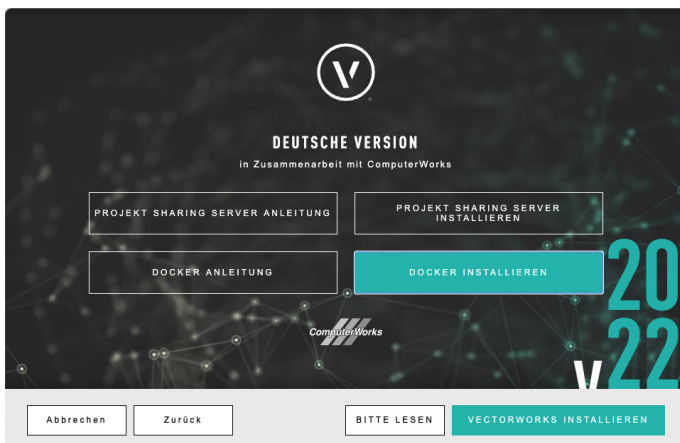 V
DEUTSCHE VERSION
in Zusammenarbeit mit ComputerWorks
PROJEKT SHARING SERVER ANLEITUNG
PROJEKT SHARING SERVER
INSTALLIEREN
DOCKER ANLEITUNG
DOCKER INSTALLIEREN
ComputerWorks
20
V 22
Abbrechen
Zurück
BITTE LESEN
VECTORWORKS INSTALLIEREN